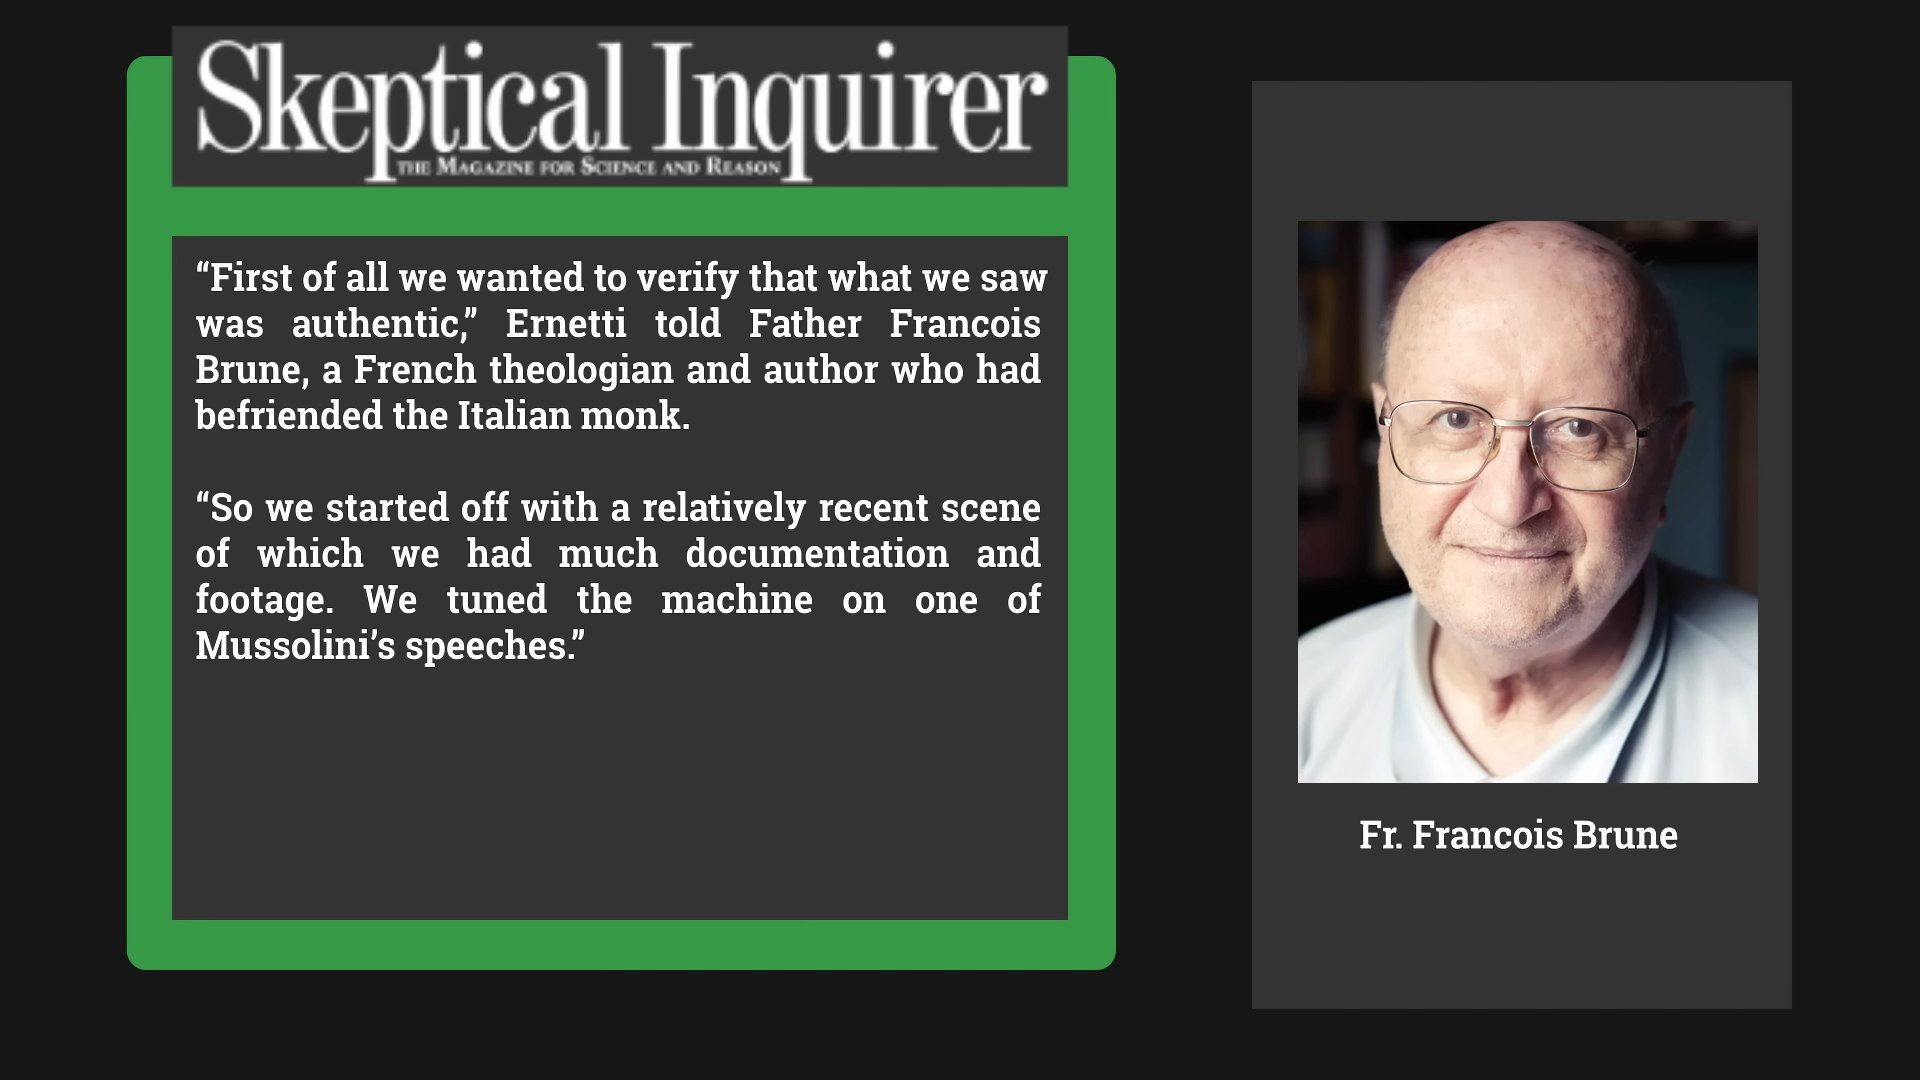 Skeptical Inquirer
THE MAGAZINE FOR SCIENCE AND REASON
“First of all we wanted to verify that what we saw
was authentic,” Ernetti told Father Francois
Brune, a French theologian and author who had
befriended the Italian monk.
“So we started off with a relatively recent scene
of which we had much documentation and
footage. We tuned the machine on one of
Mussolini’s speeches.”
Fr. Francois Brune